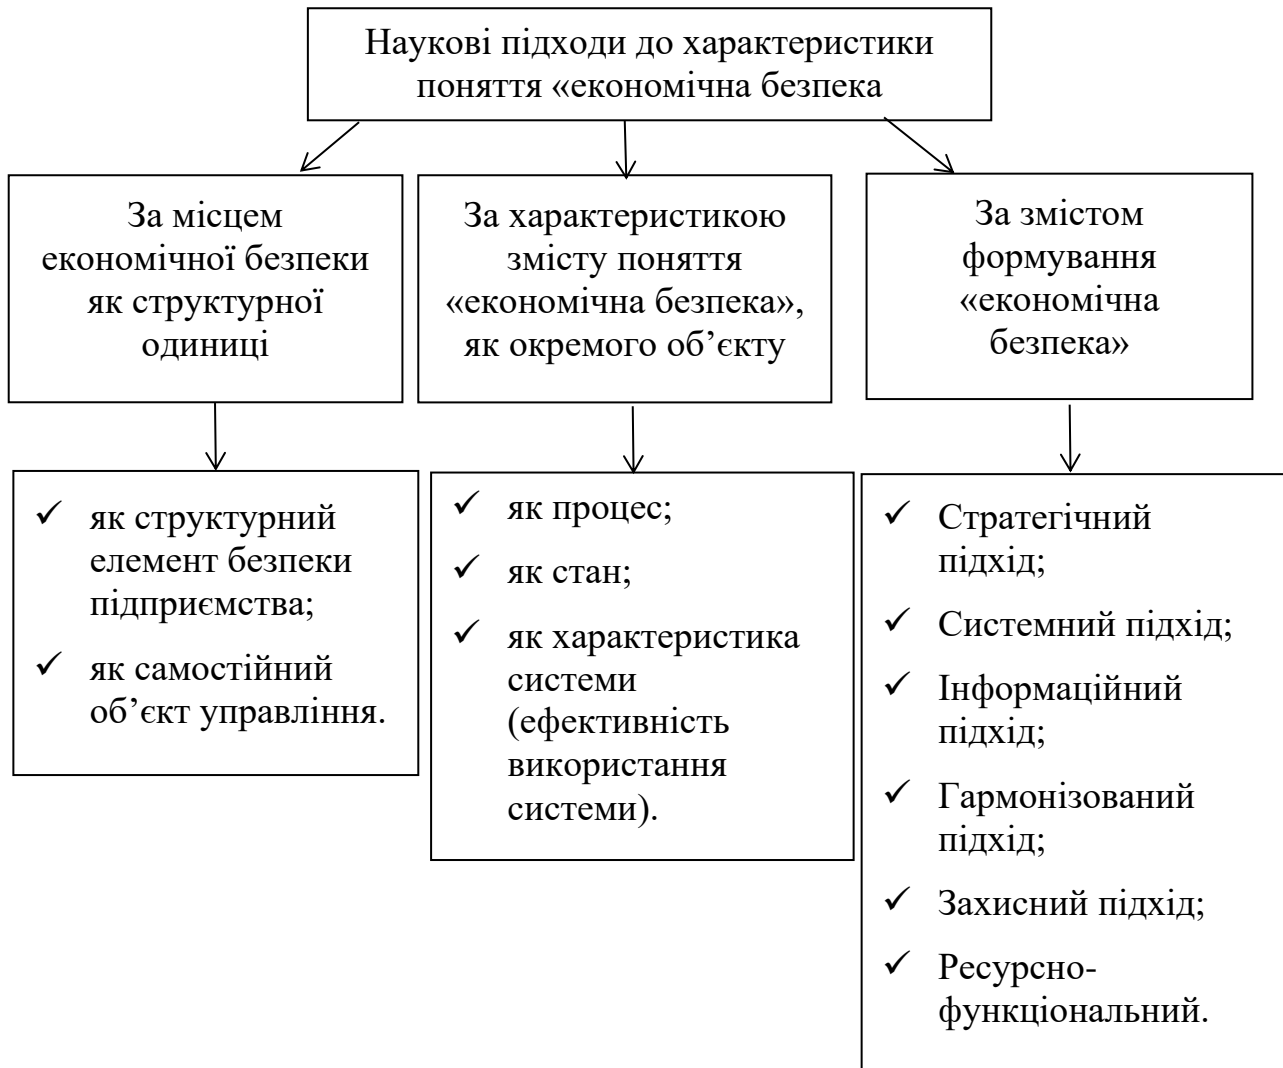 Наукові підходи до характеристики
поняття «економічна безпека
За місцем
економічної безпеки
як структурної
одиниці
За характеристикою
змісту поняття
«економічна безпека»,
як окремого об’єкту
За змістом
формування
«економічна
безпека»
✓ як структурний
елемент безпеки
підприємства;
✓ як самостійний
об’єкт управління.
✓ як процес;
✓ як стан;
✓ як характеристика
системи
(ефективність
використання
системи).
✓ Стратегічний
підхід;
✓ Системний підхід;
✓ Інформаційний
підхід;
✓ Гармонізований
підхід;
✓ Захисний підхід;
✓ Ресурсно-
функціональний.